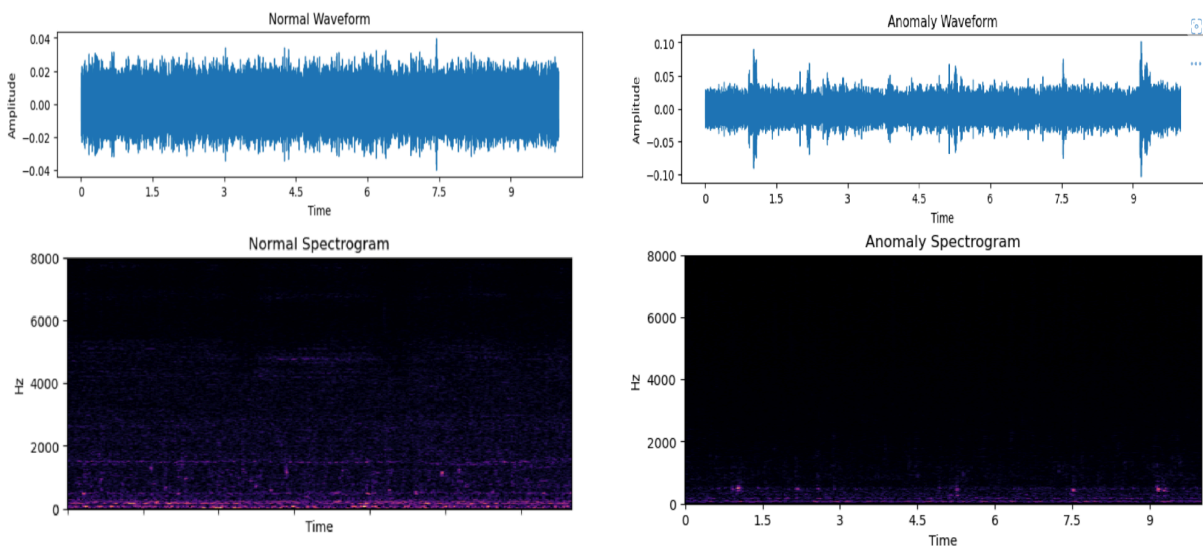 Normal Waveform
Amplitude
0.04
0.02
0.00
−0.02
−0.04
0 1.5 3 4.5 6 7.5 9
Time
Anomaly Waveform
Amplitude
0.10
0.05
0.00
−0.05
−0.10
0 1.5 3 4.5 6 7.5 9
Time
Normal Spectrogram
Hz
8000
6000
4000
2000
0
Time
Anomaly Spectrogram
Hz
8000
6000
4000
2000
0
0 1.5 3 4.5 6 7.5 9
Time